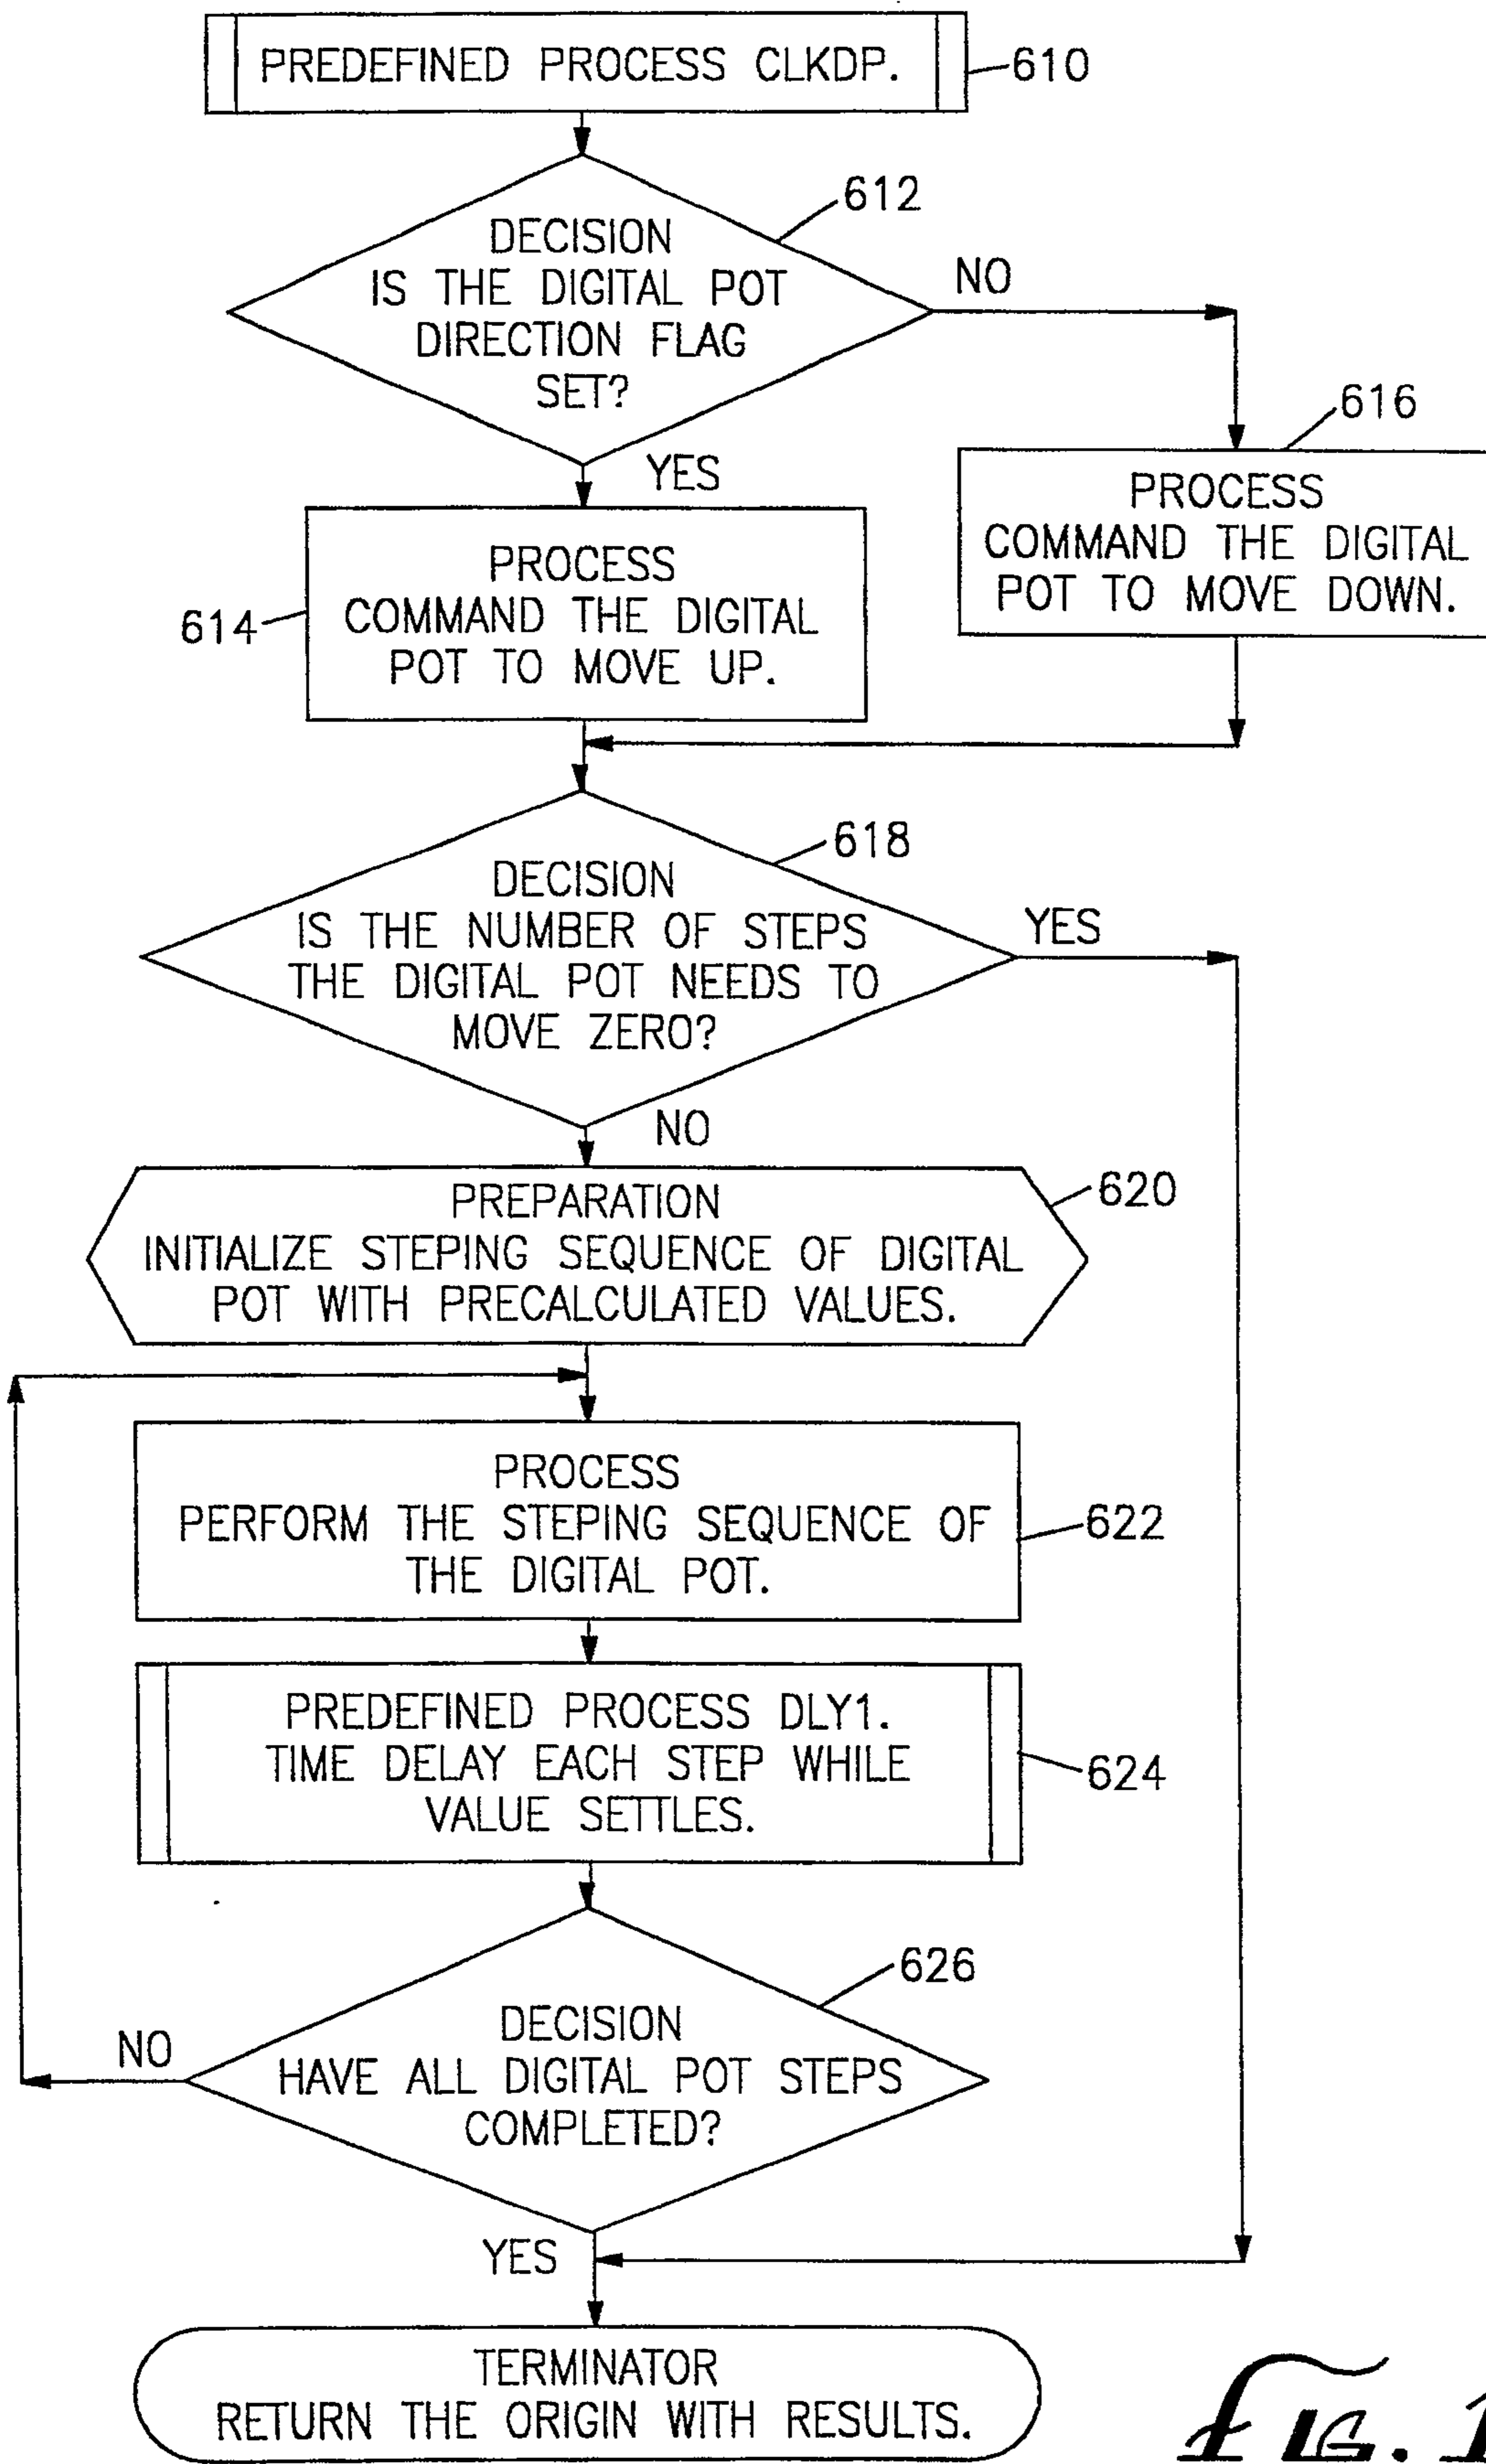 PREDEFINED PROCESS CLKDP.
610
612
DECISION
IS THE DIGITAL POT
DIRECTION FLAG
SET?
NO
YES
616
PROCESS
COMMAND THE DIGITAL
POT TO MOVE DOWN.
614
PROCESS
COMMAND THE DIGITAL
POT TO MOVE UP.
618
DECISION
IS THE NUMBER OF STEPS
THE DIGITAL POT NEEDS TO
MOVE ZERO?
YES
NO
620
PREPARATION
INITIALIZE STEPING SEQUENCE OF DIGITAL
POT WITH PRECALCULATED VALUES.
PROCESS
PERFORM THE STEPING SEQUENCE OF
THE DIGITAL POT.
622
PREDEFINED PROCESS DLY1.
TIME DELAY EACH STEP WHILE
VALUE SETTLES.
624
626
DECISION
HAVE ALL DIGITAL POT STEPS
COMPLETED?
NO
YES
TERMINATOR
RETURN THE ORIGIN WITH RESULTS.
FIG.